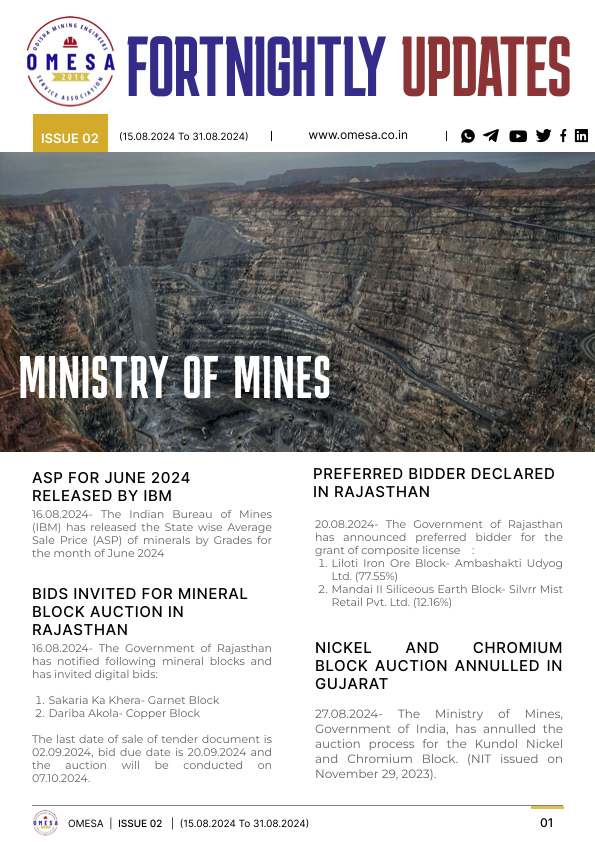 ODISHA MINING ENGINEERS
OMESA
2016
SERVICE ASSOCIATION
FORTNIGHTLY UPDATES
ISSUE 02
(15.08.2024 To 31.08.2024)
www.omesa.co.in
MINISTRY OF MINES
ASP FOR JUNE 2024
RELEASED BY IBM
16.08.2024- The Indian Bureau of Mines
(IBM) has released the State wise Average
Sale Price (ASP) of minerals by Grades for
the month of June 2024
BIDS INVITED FOR MINERAL
BLOCK AUCTION IN
RAJASTHAN
16.08.2024- The Government of Rajasthan
has notified following mineral blocks and
has invited digital bids:
1. Sakaria Ka Khera- Garnet Block
2. Dariba Akola- Copper Block
The last date of sale of tender document is
02.09.2024, bid due date is 20.09.2024 and
the auction will be conducted on
07.10.2024.
PREFERRED BIDDER DECLARED
IN RAJASTHAN
20.08.2024- The Government of Rajasthan
has announced preferred bidder for the
grant of composite license :
1. Liloti Iron Ore Block- Ambashakti Udyog
Ltd. (77.55%)
2. Mandai II Siliceous Earth Block- Silvrr Mist
Retail Pvt. Ltd. (12.16%)
NICKEL AND CHROMIUM
BLOCK AUCTION ANNULLED IN
GUJARAT
27.08.2024- The Ministry of Mines,
Government of India, has annulled the
auction process for the Kundol Nickel
and Chromium Block. (NIT issued on
November 29, 2023).
OMESA
OMESA | ISSUE 02 | (15.08.2024 To 31.08.2024)
01